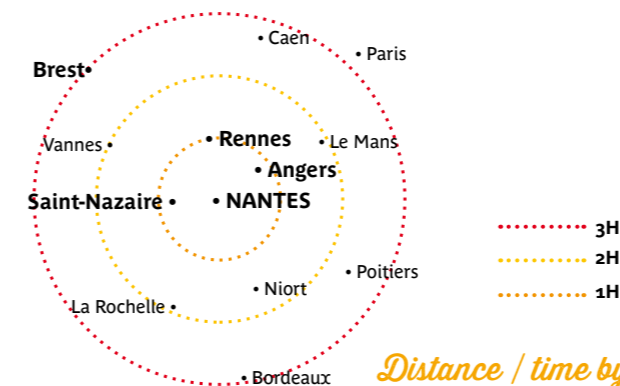 Caen
Paris
Brest
Rennes
Le Mans
Vannes
Angers
Saint-Nazaire
NANTES
3H
2H
Poitiers
Niort
1H
La Rochelle
Bordeaux
Distance / time by